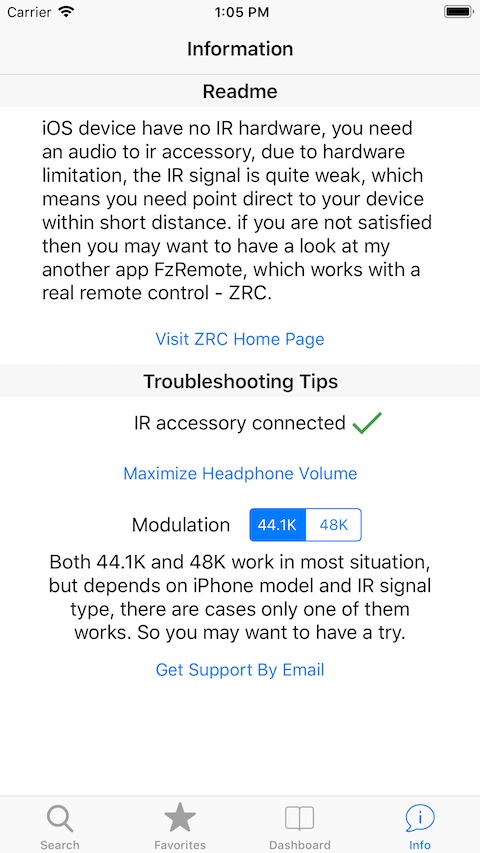 Carrier 1:05 PM
Information
Readme
iOS device have no IR hardware, you need
an audio to ir accessory, due to hardware
limitation, the IR signal is quite weak, which
means you need point direct to your device
within short distance. if you are not satisfied
then you may want to have a look at my
another app FzRemote, which works with a
real remote control - ZRC.
Visit ZRC Home Page
Troubleshooting Tips
IR accessory connected
Maximize Headphone Volume
Modulation 44.1K 48K
Both 44.1K and 48K work in most situation,
but depends on iPhone model and IR signal
type, there are cases only one of them
works. So you may want to have a try.
Get Support By Email
Search Favorites Dashboard Info